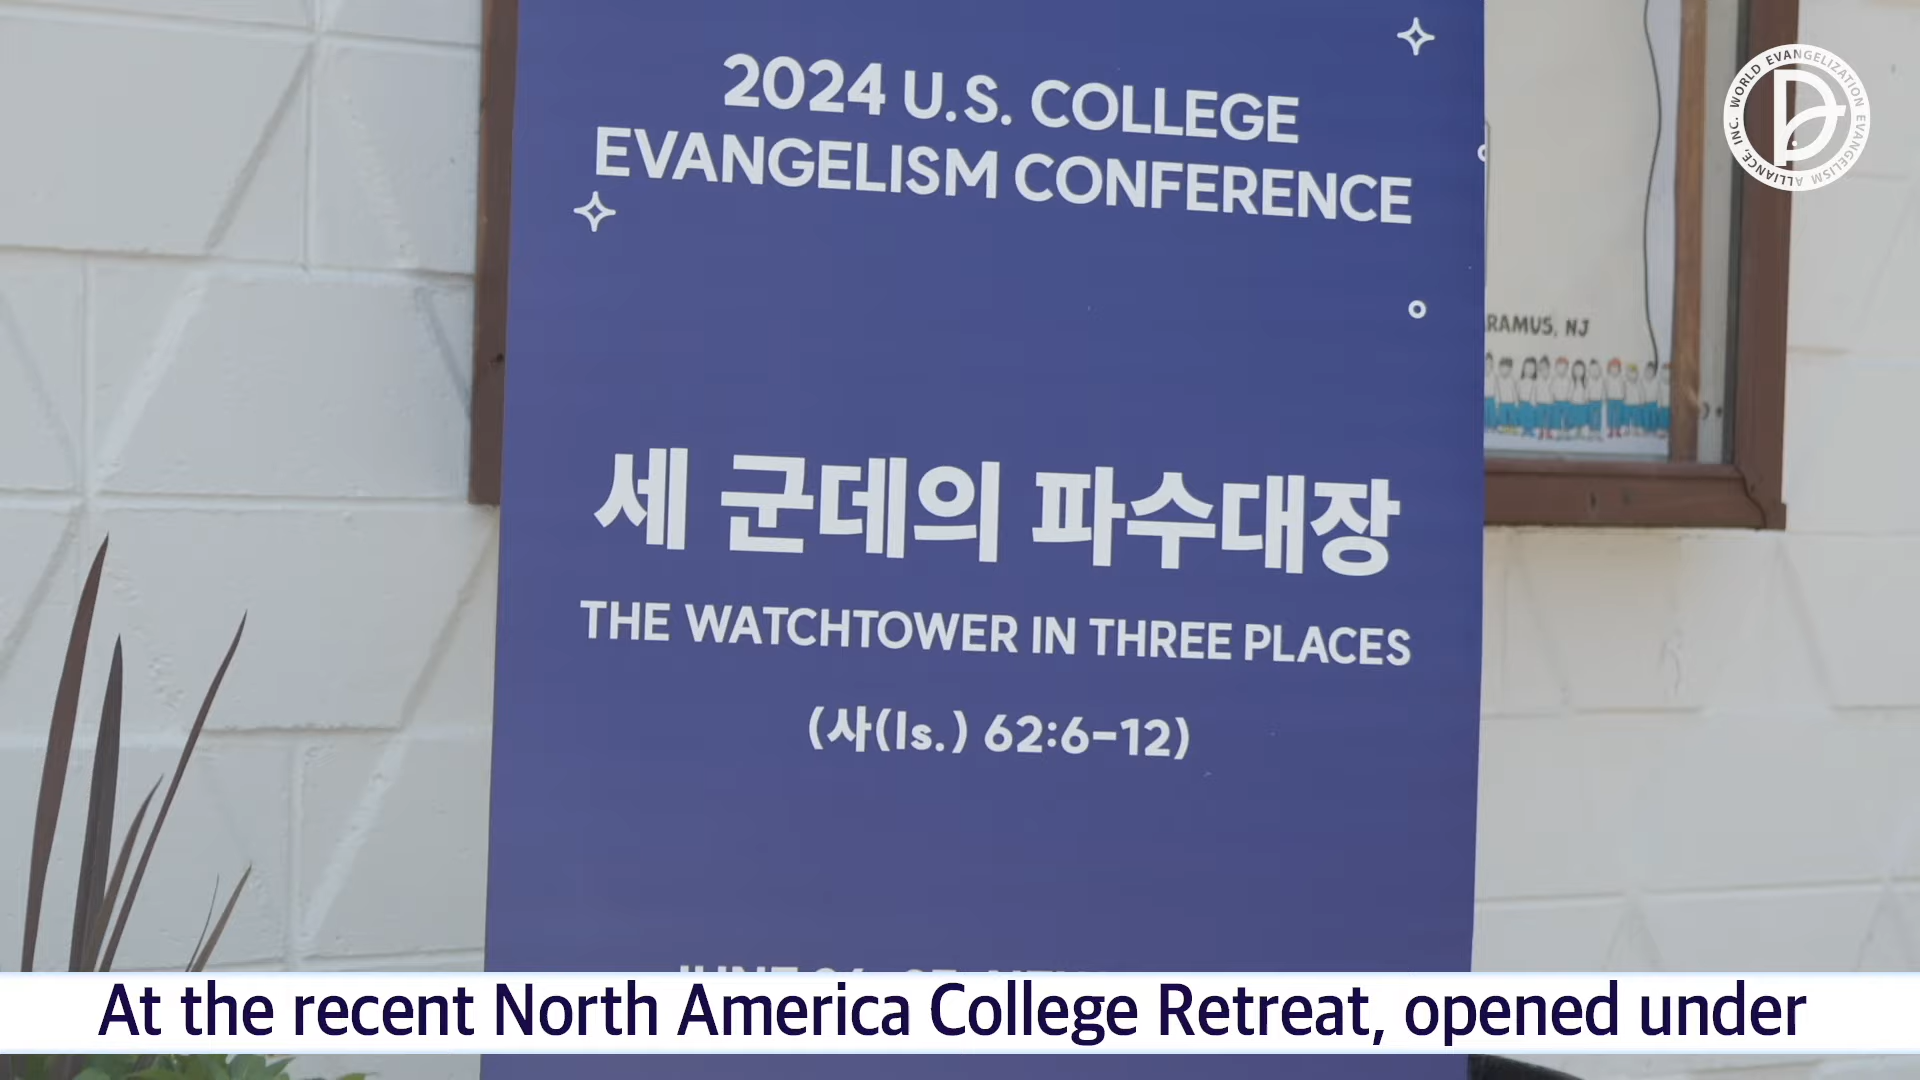 2024 U.S. COLLEGE
EVANGELISM CONFERENCE
WORLD EVANGELIZATION EVANGELISM ALLIANCE, INC.
RAMUS, NJ
세 군데의 파수대장
THE WATCHTOWER IN THREE PLACES
(사(Is.) 62:6-12)
At the recent North America College Retreat, opened under